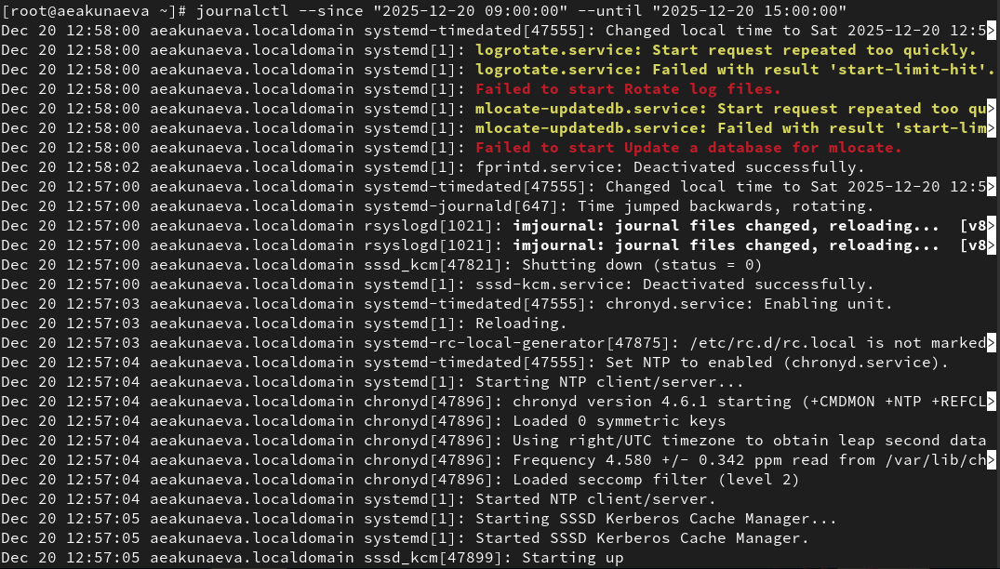 [root@aeakunaeva ~]# journalctl --since "2025-12-20 09:00:00" --until "2025-12-20 15:00:00"
Dec 20 12:58:00 aeakunaeva.localdomain systemd-timedated[47555]: Changed local time to Sat 2025-12-20 12:5>
Dec 20 12:58:00 aeakunaeva.localdomain systemd[1]: logrotate.service: Start request repeated too quickly.
Dec 20 12:58:00 aeakunaeva.localdomain systemd[1]: logrotate.service: Failed with result 'start-limit-hit'.
Dec 20 12:58:00 aeakunaeva.localdomain systemd[1]: Failed to start Rotate log files.
Dec 20 12:58:00 aeakunaeva.localdomain systemd[1]: mlocate-updatedb.service: Start request repeated too qu>
Dec 20 12:58:00 aeakunaeva.localdomain systemd[1]: mlocate-updatedb.service: Failed with result 'start-lim>
Dec 20 12:58:00 aeakunaeva.localdomain systemd[1]: Failed to start Update a database for mlocate.
Dec 20 12:58:02 aeakunaeva.localdomain systemd[1]: fprintd.service: Deactivated successfully.
Dec 20 12:57:00 aeakunaeva.localdomain systemd-timedated[47555]: Changed local time to Sat 2025-12-20 12:5>
Dec 20 12:57:00 aeakunaeva.localdomain systemd-journald[647]: Time jumped backwards, rotating.
Dec 20 12:57:00 aeakunaeva.localdomain rsyslogd[1021]: imjournal: journal files changed, reloading...  [v8>
Dec 20 12:57:00 aeakunaeva.localdomain rsyslogd[1021]: imjournal: journal files changed, reloading...  [v8>
Dec 20 12:57:00 aeakunaeva.localdomain sssd_kcm[47821]: Shutting down (status = 0)
Dec 20 12:57:00 aeakunaeva.localdomain systemd[1]: sssd-kcm.service: Deactivated successfully.
Dec 20 12:57:03 aeakunaeva.localdomain systemd-timedated[47555]: chronyd.service: Enabling unit.
Dec 20 12:57:03 aeakunaeva.localdomain systemd[1]: Reloading.
Dec 20 12:57:03 aeakunaeva.localdomain systemd-rc-local-generator[47875]: /etc/rc.d/rc.local is not marked>
Dec 20 12:57:04 aeakunaeva.localdomain systemd-timedated[47555]: Set NTP to enabled (chronyd.service).
Dec 20 12:57:04 aeakunaeva.localdomain systemd[1]: Starting NTP client/server...
Dec 20 12:57:04 aeakunaeva.localdomain chronyd[47896]: chronyd version 4.6.1 starting (+CMDMON +NTP +REFCL>
Dec 20 12:57:04 aeakunaeva.localdomain chronyd[47896]: Loaded 0 symmetric keys
Dec 20 12:57:04 aeakunaeva.localdomain chronyd[47896]: Using right/UTC timezone to obtain leap second data
Dec 20 12:57:04 aeakunaeva.localdomain chronyd[47896]: Frequency 4.580 +/- 0.342 ppm read from /var/lib/ch>
Dec 20 12:57:04 aeakunaeva.localdomain chronyd[47896]: Loaded seccomp filter (level 2)
Dec 20 12:57:04 aeakunaeva.localdomain systemd[1]: Started NTP client/server.
Dec 20 12:57:05 aeakunaeva.localdomain systemd[1]: Starting SSSD Kerberos Cache Manager...
Dec 20 12:57:05 aeakunaeva.localdomain systemd[1]: Started SSSD Kerberos Cache Manager.
Dec 20 12:57:05 aeakunaeva.localdomain sssd_kcm[47899]: Starting up